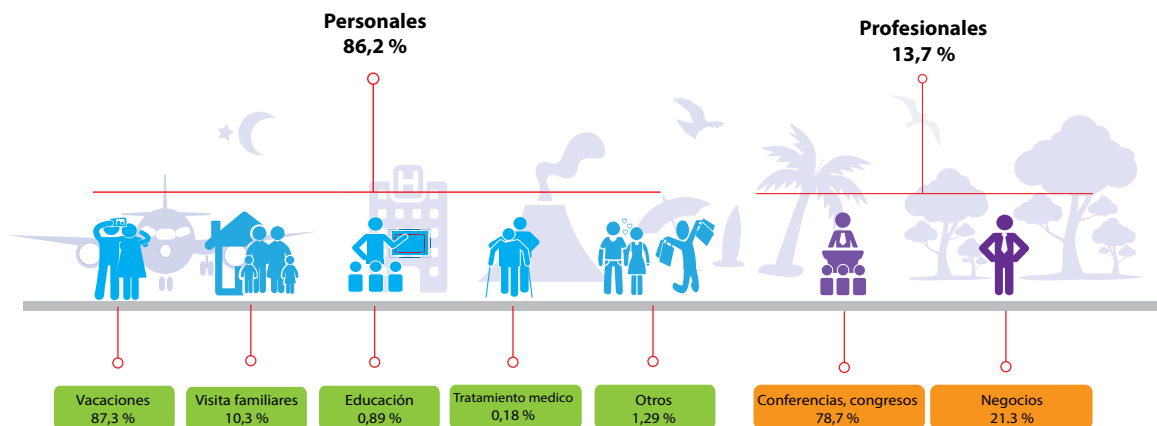 Personales
86,2 %
Profesionales
13,7 %
Vacaciones
87,3 %
Visita familiares
10,3 %
Educación
0,89 %
Tratamiento medico
0,18 %
Otros
1,29 %
Conferencias, congresos
78,7 %
Negocios
21.3 %